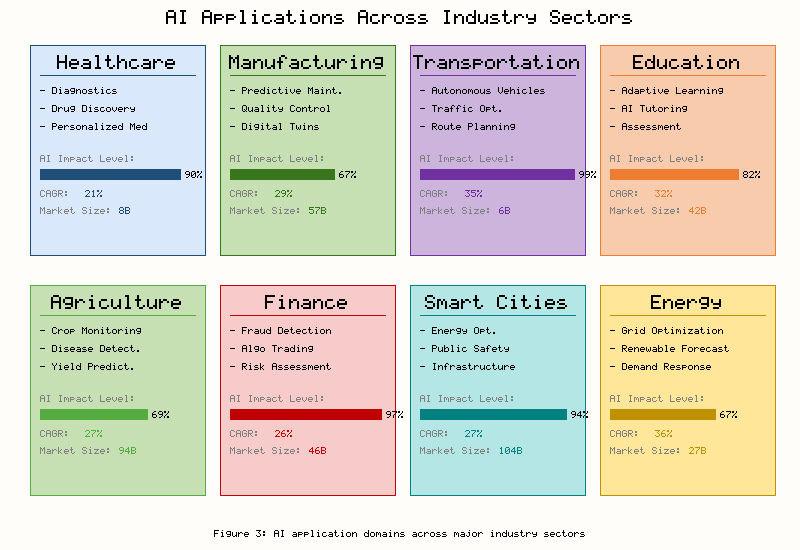 AI Applications Across Industry Sectors
Healthcare
- Diagnostics
- Drug Discovery
- Personalized Med
AI Impact Level:
90%
CAGR: 21%
Market Size: 8B
Manufacturing
- Predictive Maint.
- Quality Control
- Digital Twins
AI Impact Level:
67%
CAGR: 29%
Market Size: 57B
Transportation
- Autonomous Vehicles
- Traffic Opt.
- Route Planning
AI Impact Level:
99%
CAGR: 35%
Market Size: 6B
Education
- Adaptive Learning
- AI Tutoring
- Assessment
AI Impact Level:
82%
CAGR: 32%
Market Size: 42B
Agriculture
- Crop Monitoring
- Disease Detect.
- Yield Predict.
AI Impact Level:
69%
CAGR: 27%
Market Size: 94B
Finance
- Fraud Detection
- Algo Trading
- Risk Assessment
AI Impact Level:
97%
CAGR: 26%
Market Size: 46B
Smart Cities
- Energy Opt.
- Public Safety
- Infrastructure
AI Impact Level:
94%
CAGR: 27%
Market Size: 104B
Energy
- Grid Optimization
- Renewable Forecast
- Demand Response
AI Impact Level:
67%
CAGR: 36%
Market Size: 27B
Figure 3: AI application domains across major industry sectors